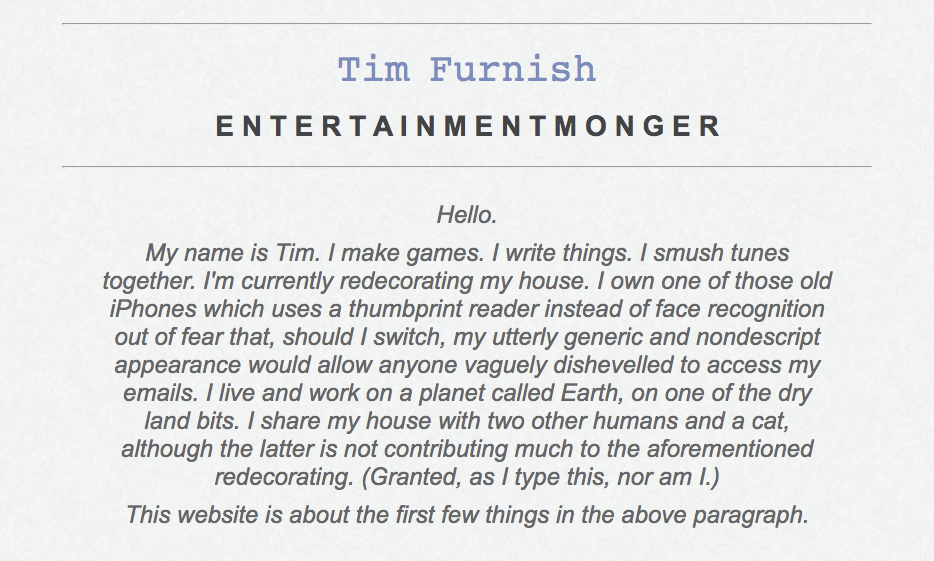 Tim Furnish
ENTERTAINMENTMONGER
Hello.
My name is Tim. I make games. I write things. I smush tunes
together. I'm currently redecorating my house. I own one of those old
iPhones which uses a thumbprint reader instead of face recognition
out of fear that, should I switch, my utterly generic and nondescript
appearance would allow anyone vaguely dishevelled to access my
emails. I live and work on a planet called Earth, on one of the dry
land bits. I share my house with two other humans and a cat,
although the latter is not contributing much to the aforementioned
redecorating. (Granted, as I type this, nor am I.)
This website is about the first few things in the above paragraph.